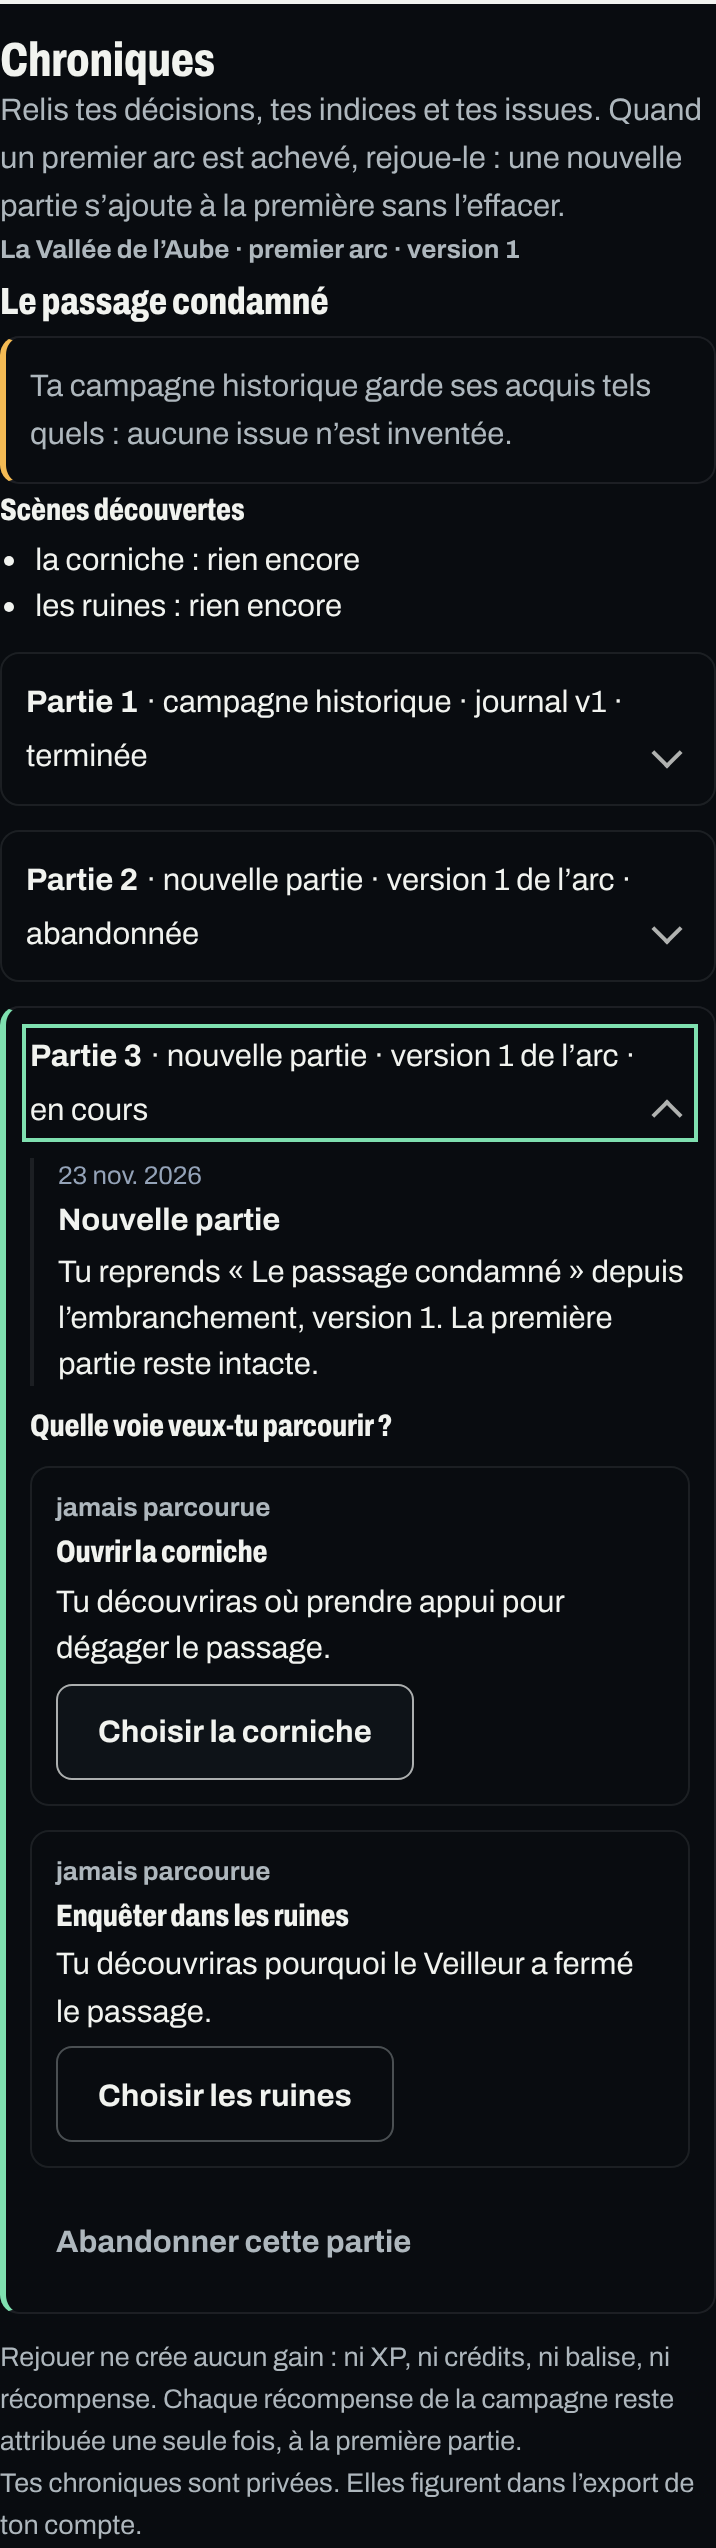 Chroniques
Relis tes décisions, tes indices et tes issues. Quand
un premier arc est achevé, rejoue-le : une nouvelle
partie s’ajoute à la première sans l’effacer.
La Vallée de l’Aube · premier arc · version 1
Le passage condamné
Ta campagne historique garde ses acquis tels
quels : aucune issue n’est inventée.
Scènes découvertes
• la corniche : rien encore
• les ruines : rien encore
Partie 1 · campagne historique · journal v1 ·
terminée
Partie 2 · nouvelle partie · version 1 de l’arc ·
abandonnée
Partie 3 · nouvelle partie · version 1 de l’arc ·
en cours
23 nov. 2026
Nouvelle partie
Tu reprends « Le passage condamné » depuis
l’embranchement, version 1. La première
partie reste intacte.
Quelle voie veux-tu parcourir ?
jamais parcourue
Ouvrir la corniche
Tu découvriras où prendre appui pour
dégager le passage.
Choisir la corniche
jamais parcourue
Enquêter dans les ruines
Tu découvriras pourquoi le Veilleur a fermé
le passage.
Choisir les ruines
Abandonner cette partie
Rejouer ne crée aucun gain : ni XP, ni crédits, ni balise, ni
récompense. Chaque récompense de la campagne reste
attribuée une seule fois, à la première partie.
Tes chroniques sont privées. Elles figurent dans l’export de
ton compte.